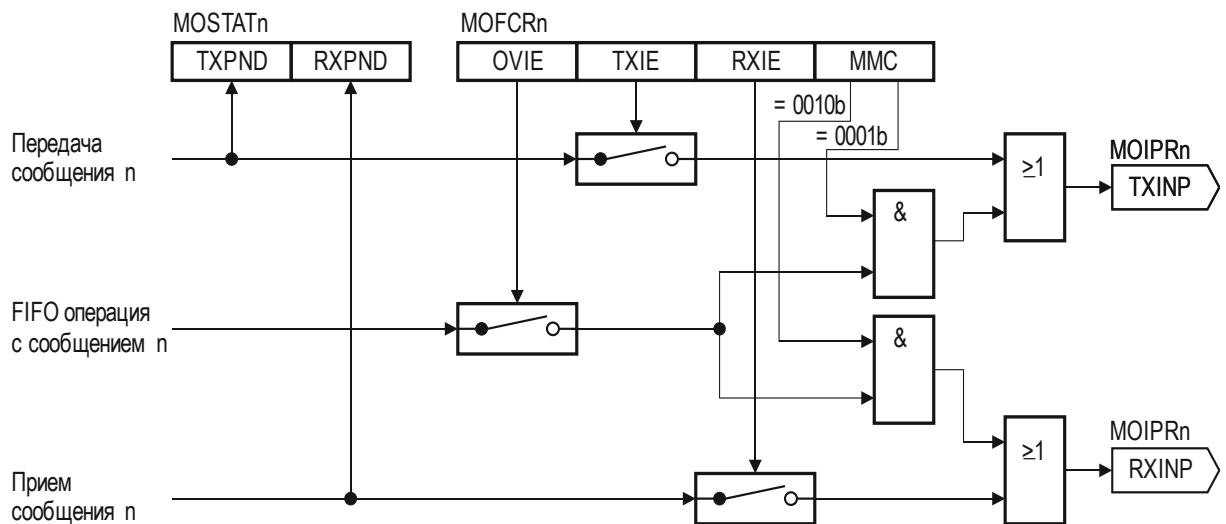 MOSTATn
MOFCRn
TXPND RXPND
OVIE TXIE RXIE MMC
= 0010b
= 0001b
Передача
сообщения n
≥1
MOIPRn
TXINP
&
FIFO операция
с сообщением n
&
≥1
MOIPRn
RXINP
Прием
сообщения n